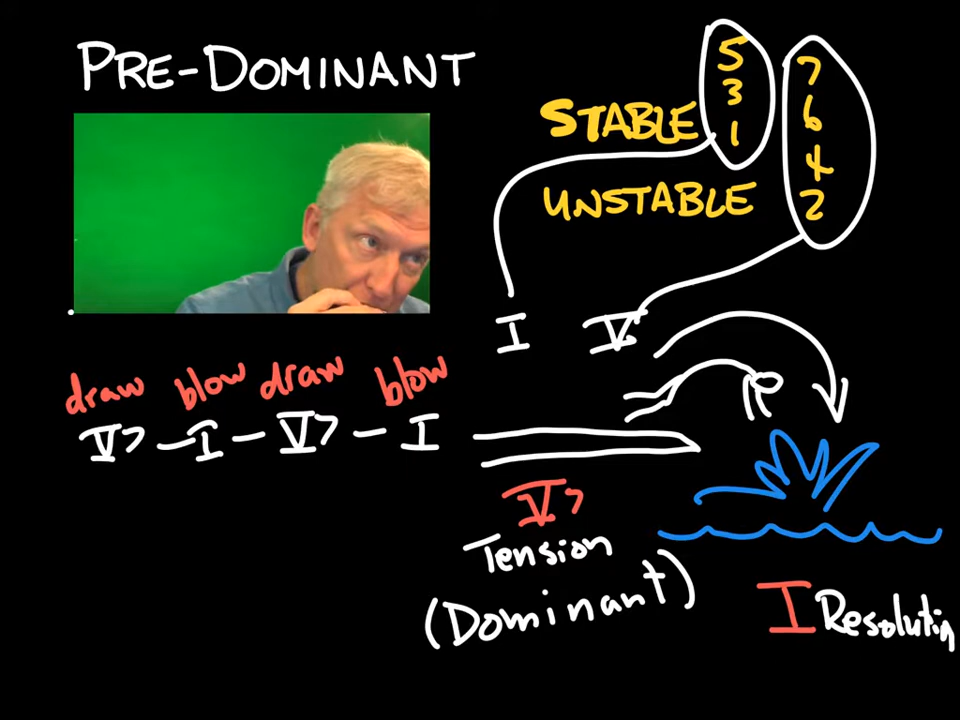 PRE-DOMINANT
5
3
1
7
6
4
2
STABLE
UNSTABLE
I V
draw blow draw blow
V7 – I – V7 – I
V7
Tension
(Dominant)
I Resolutin